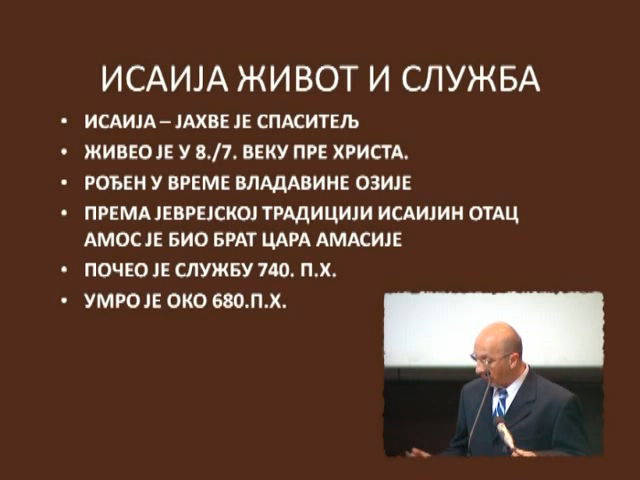 ИСАИЈА ЖИВОТ И СЛУЖБА
• ИСАИЈА – ЈАХВЕ ЈЕ СПАСИТЕЉ
• ЖИВЕО ЈЕ У 8./7. ВЕКУ ПРЕ ХРИСТА.
• РОЂЕН У ВРЕМЕ ВЛАДАВИНЕ ОЗИЈЕ
• ПРЕМА ЈЕВРЕЈСКОЈ ТРАДИЦИЈИ ИСАИЈИН ОТАЦ
АМОС ЈЕ БИО БРАТ ЦАРА АМАСИЈЕ
• ПОЧЕО ЈЕ СЛУЖБУ 740. П.Х.
• УМРО ЈЕ ОКО 680.П.Х.